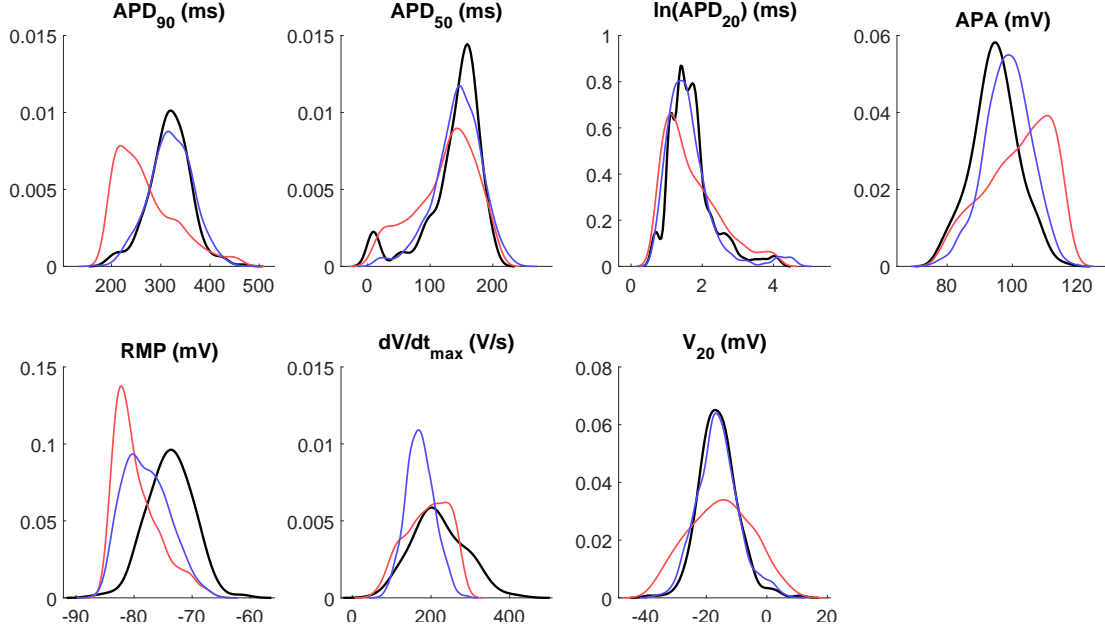 APD90 (ms)
0.015
0.01
0.005
0
200 300 400 500
APD50 (ms)
0.015
0.01
0.005
0
0 100 200
ln(APD20) (ms)
1
0.8
0.6
0.4
0.2
0
0 2 4
APA (mV)
0.06
0.04
0.02
0
80 100 120
RMP (mV)
0.15
0.1
0.05
0
-90 -80 -70 -60
dV/dtmax (V/s)
0.015
0.01
0.005
0
0 200 400
V20 (mV)
0.08
0.06
0.04
0.02
0
-40 -20 0 20